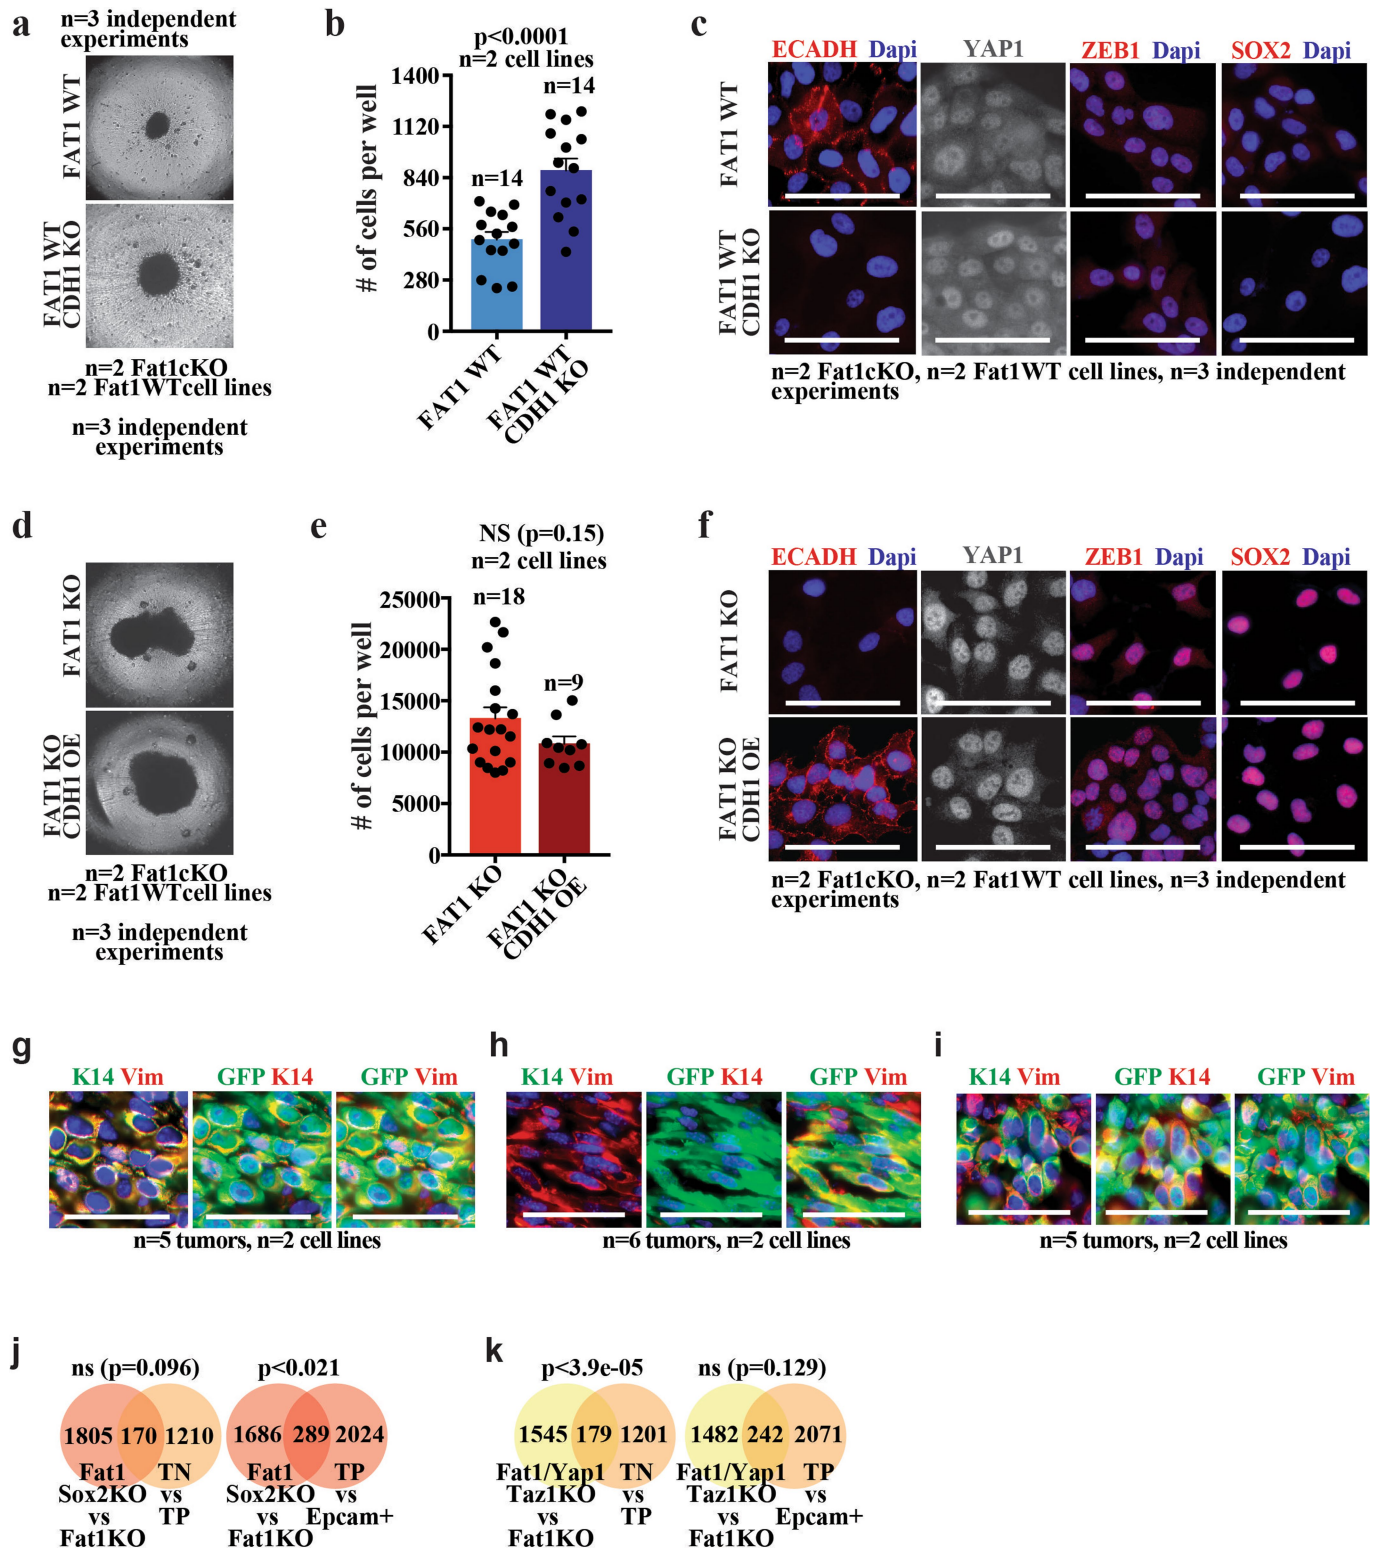 a
n=3 independent
experiments
FAT1 WT
FAT1 WT
CDH1 KO
n=2 Fat1cKO
n=2 Fat1WTcell lines
n=3 independent
experiments
b
p<0.0001
n=2 cell lines
# of cells per well
1400
1120
840
560
280
0
n=14
n=14
FAT1 WT
FAT1 WT
CDH1 KO
c
ECADH Dapi
YAP1
ZEB1 Dapi
SOX2 Dapi
FAT1 WT
FAT1 WT
CDH1 KO
n=2 Fat1cKO, n=2 Fat1WT cell lines, n=3 independent
experiments
d
FAT1 KO
FAT1 KO
CDH1 OE
n=2 Fat1cKO
n=2 Fat1WTcell lines
n=3 independent
experiments
e
NS (p=0.15)
n=2 cell lines
# of cells per well
25000
20000
15000
10000
5000
0
n=18
n=9
FAT1 KO
FAT1 KO
CDH1 OE
f
ECADH Dapi
YAP1
ZEB1 Dapi
SOX2 Dapi
FAT1 KO
FAT1 KO
CDH1 OE
n=2 Fat1cKO, n=2 Fat1WT cell lines, n=3 independent
experiments
g
K14 Vim
GFP K14
GFP Vim
n=5 tumors, n=2 cell lines
h
K14 Vim
GFP K14
GFP Vim
n=6 tumors, n=2 cell lines
i
K14 Vim
GFP K14
GFP Vim
n=5 tumors, n=2 cell lines
j
ns (p=0.096)
1805 170 1210
Fat1
Sox2KO
vs
Fat1KO
TN
vs
TP
p<0.021
1686 289 2024
Fat1
Sox2KO
vs
Fat1KO
TP
vs
Epcam+
k
p<3.9e-05
1545 179 1201
Fat1/Yap1
Taz1KO
vs
Fat1KO
TN
vs
TP
ns (p=0.129)
1482 242 2071
Fat1/Yap1
Taz1KO
vs
Fat1KO
TP
vs
Epcam+